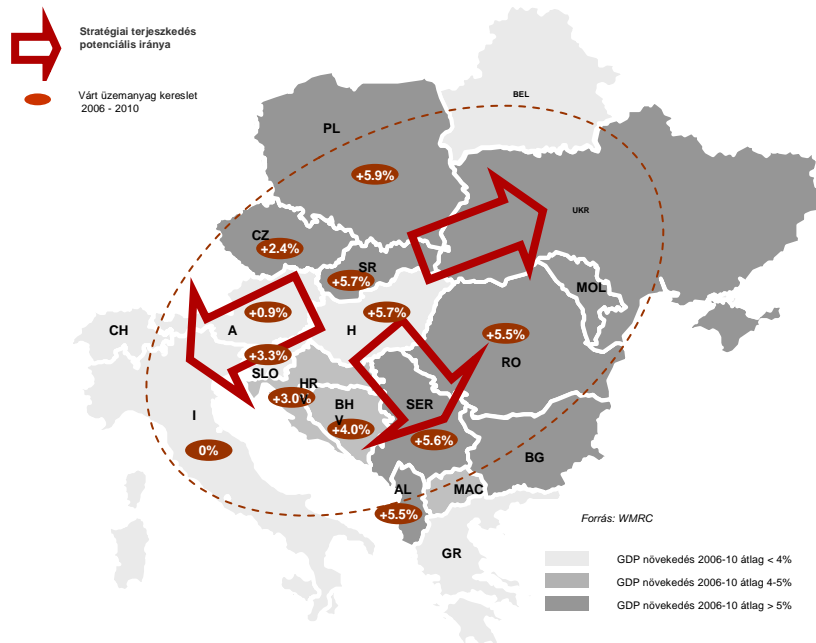 Stratégiai terjeszkedés
potenciális iránya
Várt üzemanyag kereslet
2006 - 2010
BEL
PL
+5.9%
UKR
CZ
+2.4%
SR
+5.7%
MOL
+0.9%
+5.7%
CH
A
H
+5.5%
+3.3%
RO
SLO
HR
V
+3.0%
BH
V
SER
I
+4.0%
+5.6%
0%
BG
AL
MAC
+5.5%
Forrás: WMRC
GR
GDP növekedés 2006-10 átlag < 4%
GDP növekedés 2006-10 átlag 4-5%
GDP növekedés 2006-10 átlag > 5%